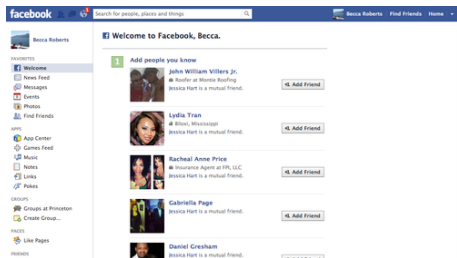 facebook
Search for people, places and things
Becca Roberts Find Friends Home
Becca Roberts
Welcome to Facebook, Becca.
1 Add people you know
John William Villers Jr.
Roofer at Montie Roofing
Jessica Hart is a mutual friend.
Add Friend
Lydia Tran
Biloxi, Mississippi
Jessica Hart is a mutual friend.
Add Friend
Racheal Anne Price
Insurance Agent at FPI, LLC
Jessica Hart is a mutual friend.
Add Friend
Gabriella Page
Jessica Hart is a mutual friend.
Add Friend
Daniel Gresham
Jessica Hart is a mutual friend.
FAVORITES
Welcome
News Feed
Messages
Events
Photos
Find Friends
APPS
App Center
Games Feed
Music
Notes
Links
Pokes
GROUPS
Groups at Princeton
Create Group...
PAGES
Like Pages
FRIENDS